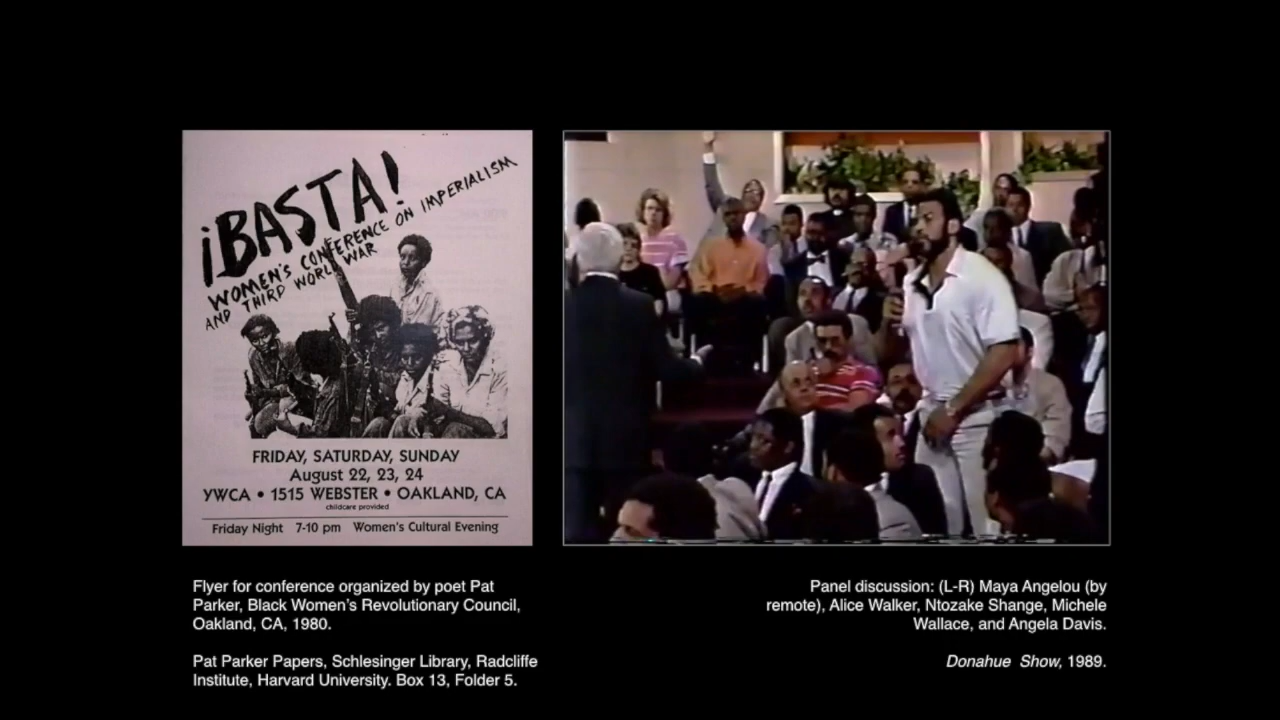 ¡BASTA!
WOMEN'S CONFERENCE ON IMPERIALISM
AND THIRD WORLD WAR
FRIDAY, SATURDAY, SUNDAY
August 22, 23, 24
YWCA • 1515 WEBSTER • OAKLAND, CA
childcare provided
Friday Night 7-10 pm Women's Cultural Evening
Flyer for conference organized by poet Pat
Parker, Black Women's Revolutionary Council,
Oakland, CA, 1980.
Pat Parker Papers, Schlesinger Library, Radcliffe
Institute, Harvard University. Box 13, Folder 5.
Panel discussion: (L-R) Maya Angelou (by
remote), Alice Walker, Ntozake Shange, Michele
Wallace, and Angela Davis.
Donahue Show, 1989.